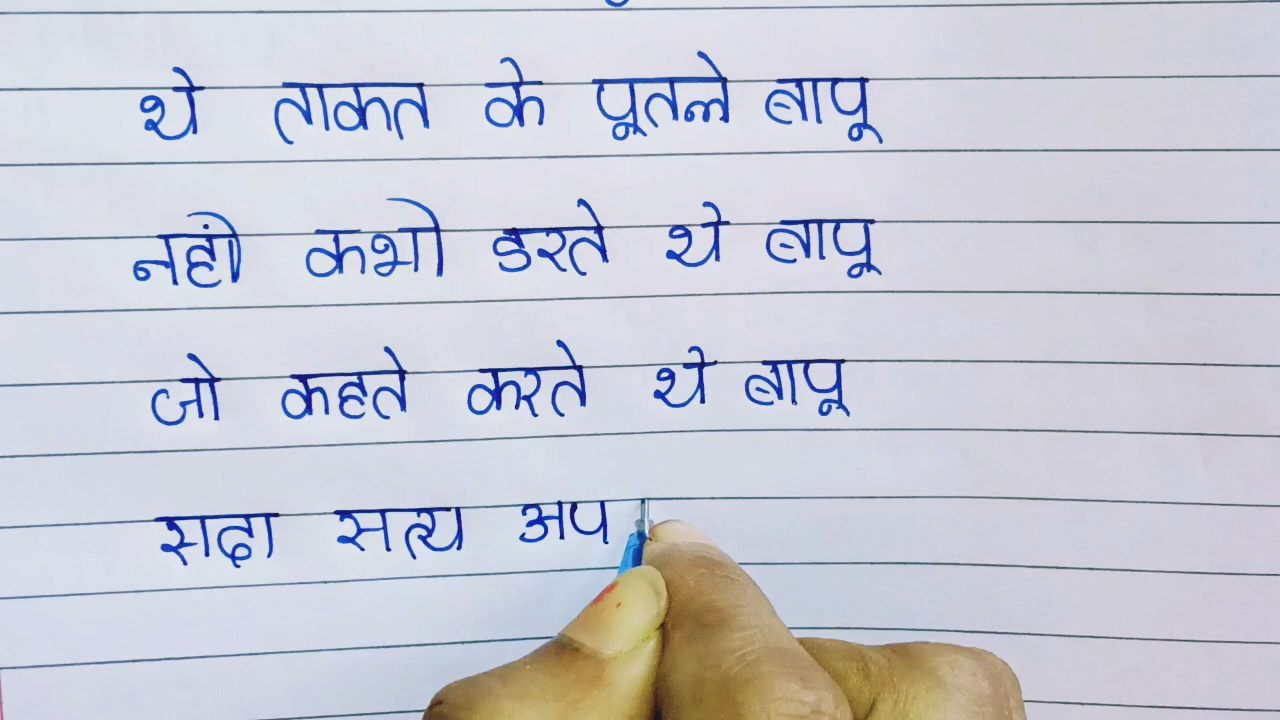 थे ताकत के पूतले बापू
नहीं कभी डरते थे बापू
जो कहते करते थे बापू
सदा सत्य अप